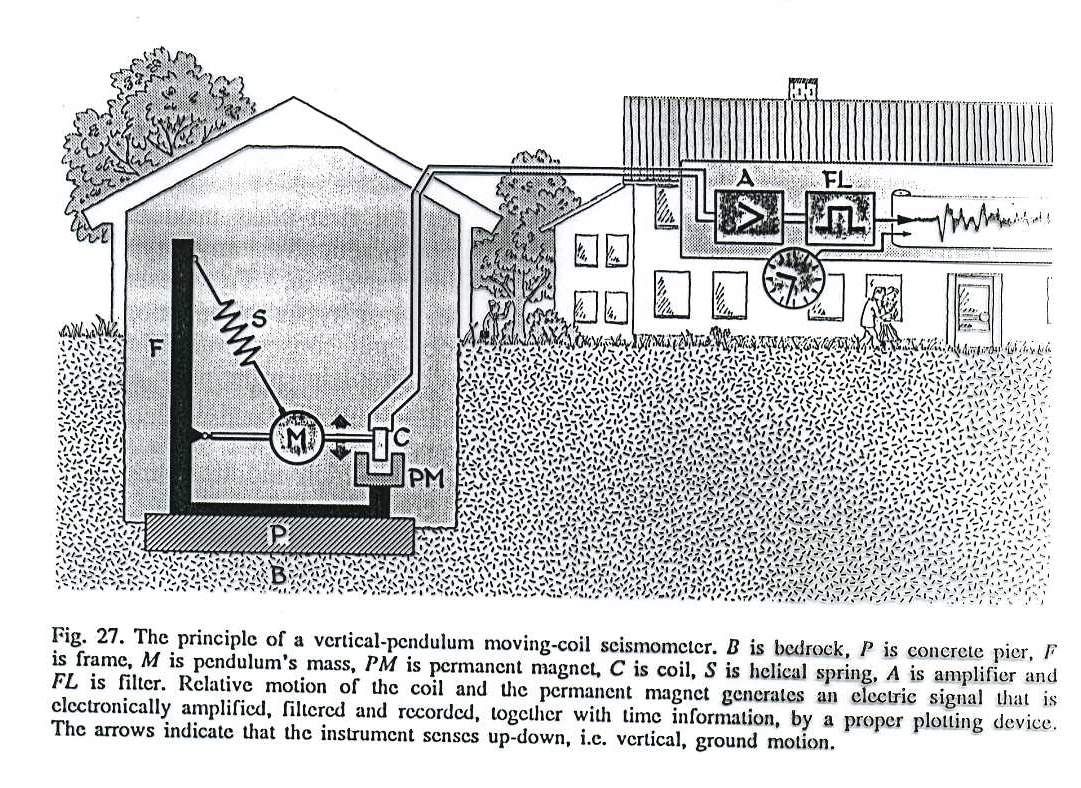 A
FL
S
F
M
C
PM
P
B
Fig. 27. The principle of a vertical-pendulum moving-coil seismometer. B is bedrock, P is concrete pier, F
is frame, M is pendulum's mass, PM is permanent magnet, C is coil, S is helical spring, A is amplifier and
FL is filter. Relative motion of the coil and the permanent magnet generates an electric signal that is
electronically amplified, filtered and recorded, together with time information, by a proper plotting device.
The arrows indicate that the instrument senses up-down, i.e. vertical, ground motion.